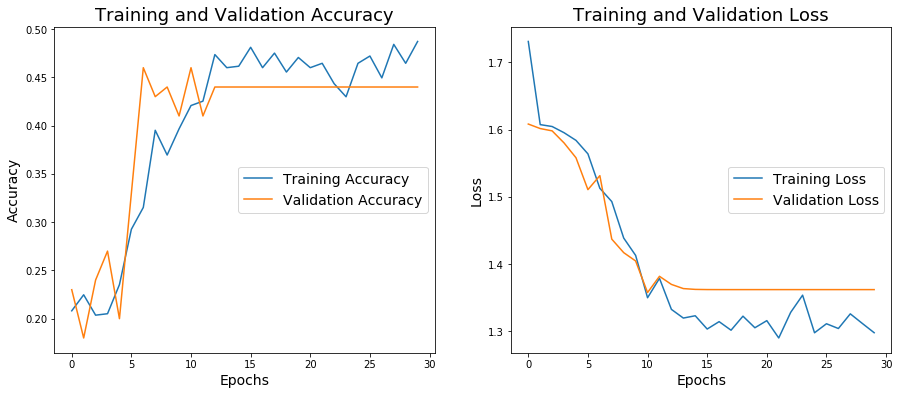 Training and Validation Accuracy
0.50
0.45
0.40
0.35
0.30
0.25
0.20
Accuracy
Training Accuracy
Validation Accuracy
0 5 10 15 20 25 30
Epochs
Training and Validation Loss
1.7
1.6
1.5
1.4
1.3
Loss
Training Loss
Validation Loss
0 5 10 15 20 25 30
Epochs